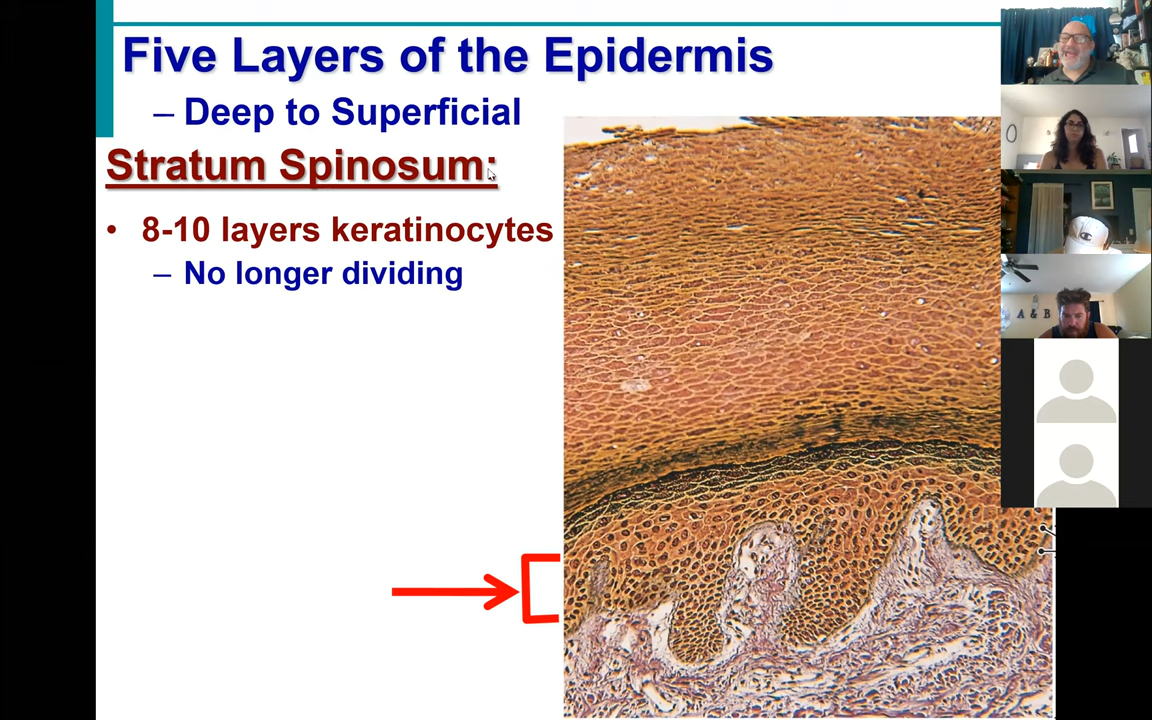 Five Layers of the Epidermis
– Deep to Superficial
Stratum Spinosum:
• 8-10 layers keratinocytes
– No longer dividing
A & B